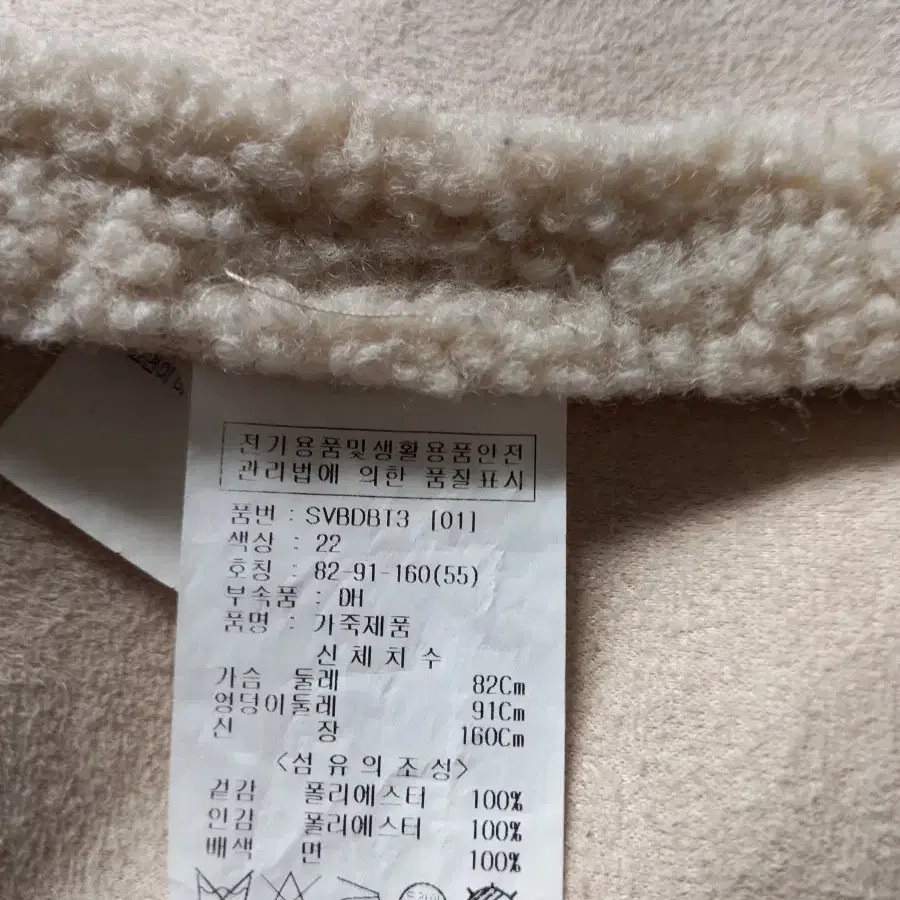 전기용품및생활용품안전
관리법에 의한 품질표시
품번 : SVBDBT3 [01]
색상 : 22
호칭 : 82-91-160(55)
부속품 : DH
품명 : 가죽제품
신체치수
가슴 둘레 82Cm
엉덩이둘레 91Cm
신 장 160Cm
<섬유의조성>
겉감 폴리에스터 100%
인감 폴리에스터 100%
배색 면 100%